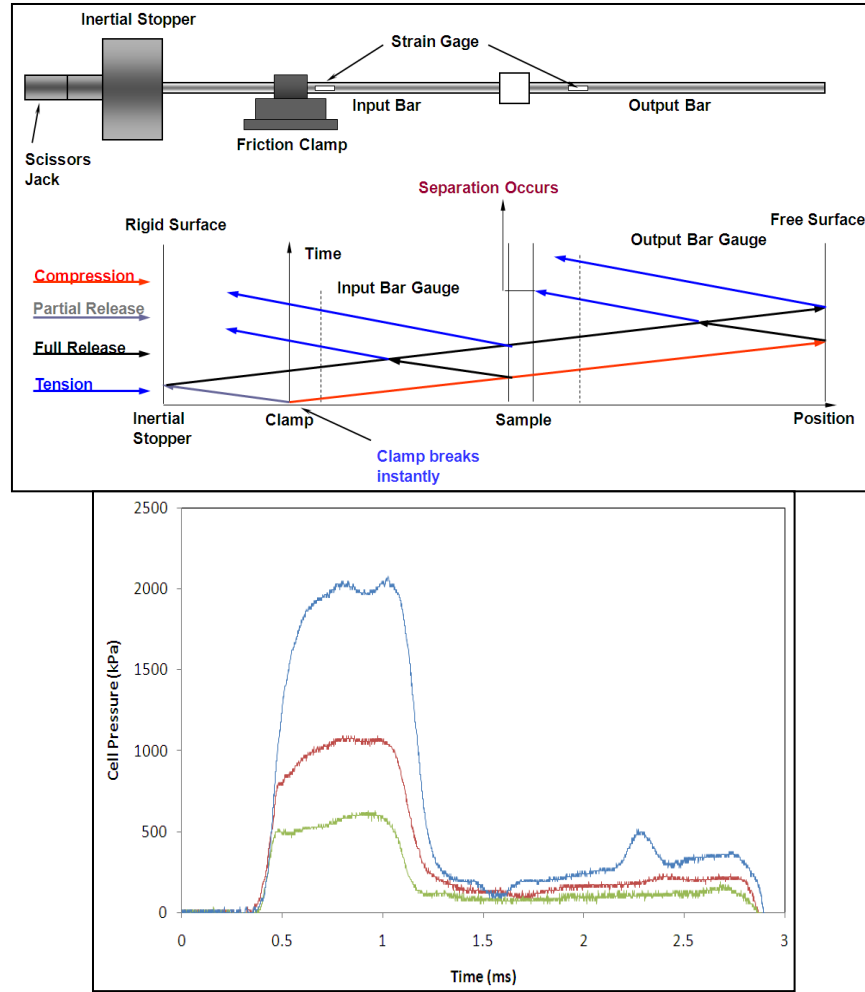 Inertial Stopper
Strain Gage
Input Bar
Output Bar
Friction Clamp
Scissors
Jack
Separation Occurs
Rigid Surface
Free Surface
Time
Output Bar Gauge
Compression
Input Bar Gauge
Partial Release
Full Release
Tension
Inertial
Stopper
Clamp
Sample
Position
Clamp breaks
instantly
2500
2000
1500
1000
500
0
Cell Pressure (kPa)
0
0.5
1
1.5
2
2.5
3
Time (ms)